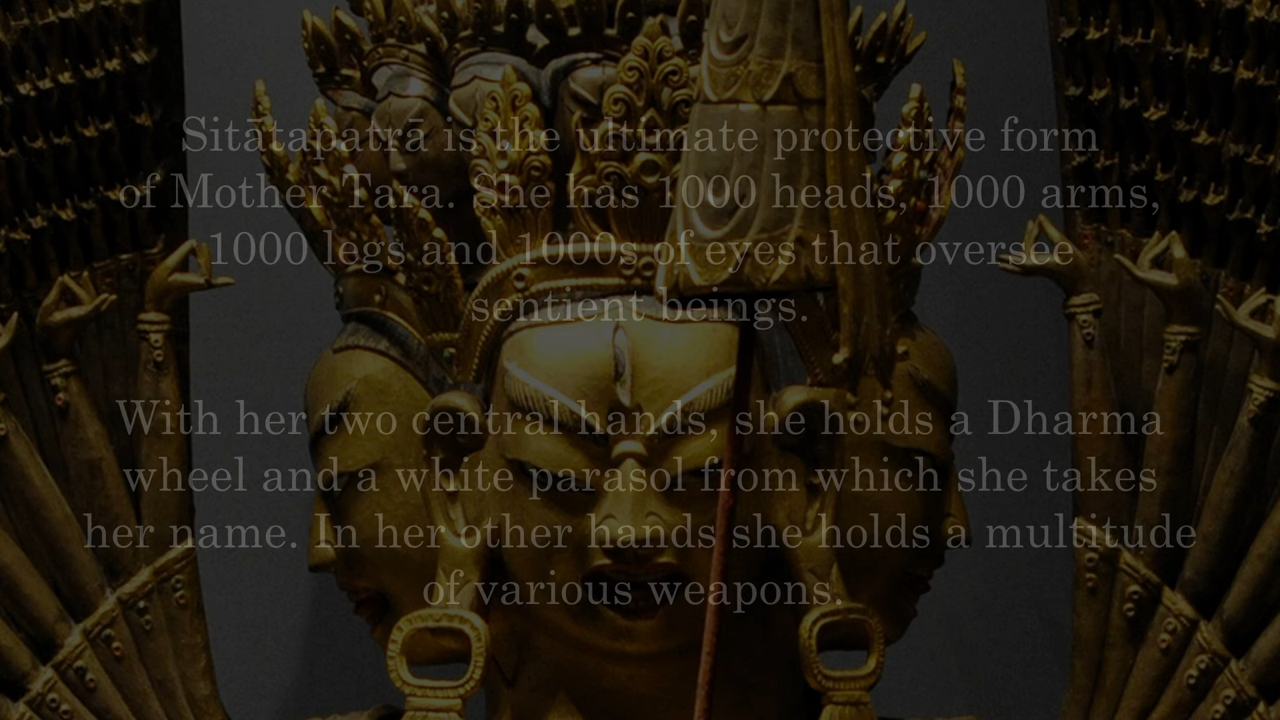 Sitātapatrā is the ultimate protective form
of Mother Tara. She has 1000 heads, 1000 arms,
1000 legs and 1000s of eyes that oversee
sentient beings.
With her two central hands, she holds a Dharma
wheel and a white parasol from which she takes
her name. In her other hands she holds a multitude
of various weapons.